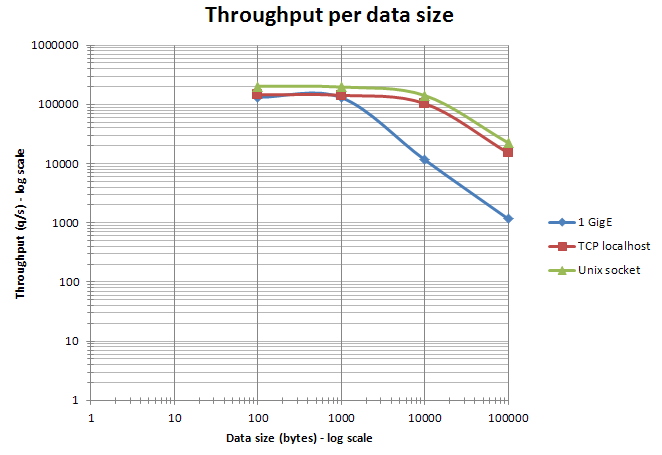 Throughput per data size
1000000
100000
10000
1000
100
10
1
Throughput (q/s) - log scale
1 10 100 1000 10000 100000
Data size (bytes) - log scale
1 GigE
TCP localhost
Unix socket